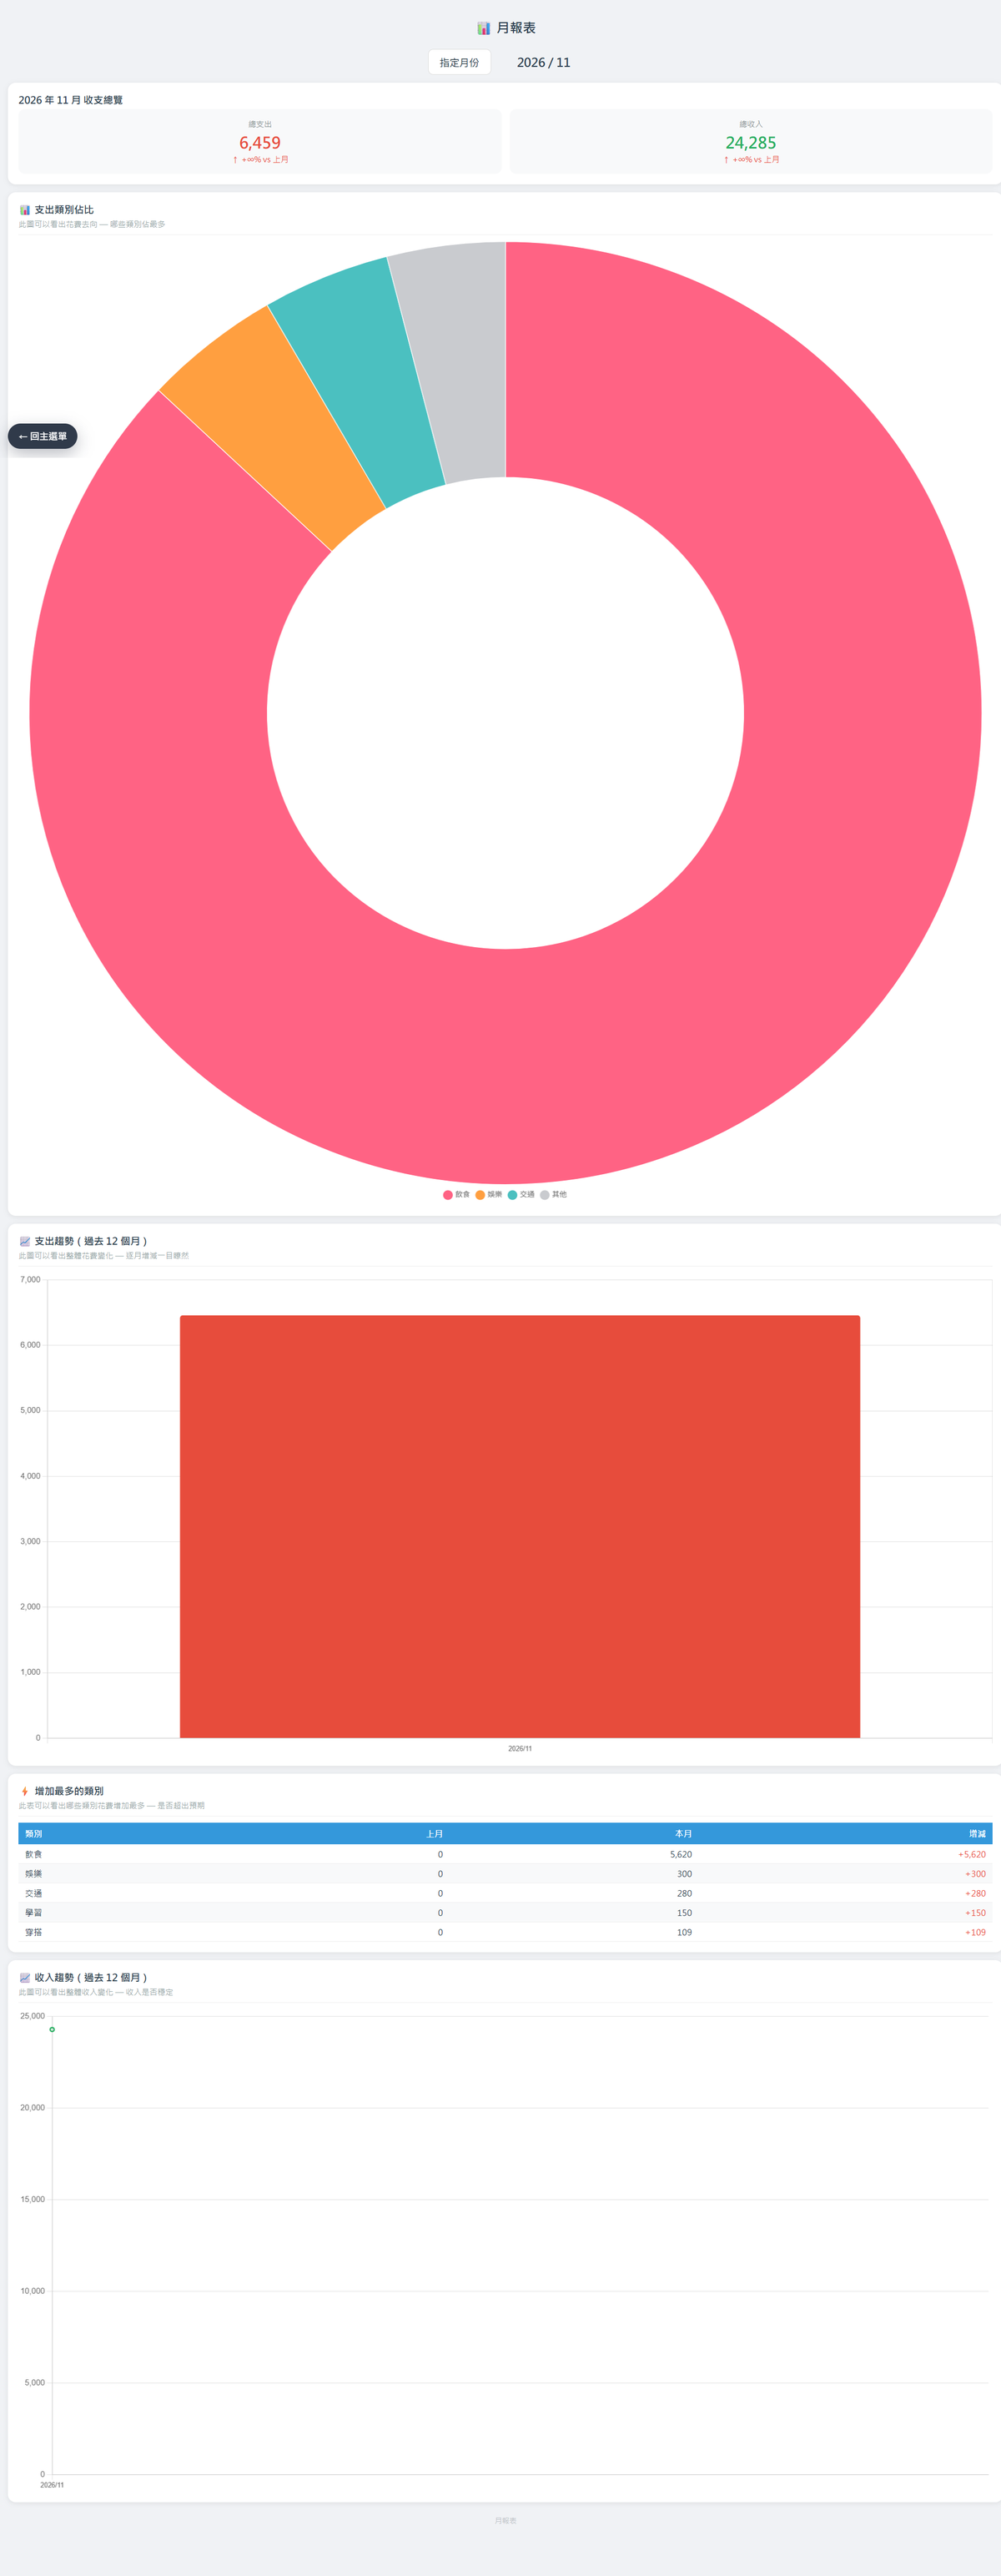 📊 月報表
指定月份 2026 / 11
2026 年 11 月 收支總覽
總支出
6,459
↑ +∞% vs 上月
總收入
24,285
↑ +∞% vs 上月
📊 支出類別佔比
此圖可以看出花費去向 — 哪些類別佔最多
← 回主選單
飲食 娛樂 交通 其他
📈 支出趨勢 ( 過去 12 個月 )
此圖可以看出整體花費變化 — 逐月增減一目瞭然
7,000
6,000
5,000
4,000
3,000
2,000
1,000
0
2026/11
⚡ 增加最多的類別
此表可以看出哪些類別花費增加最多 — 是否超出預期
類別 上月 本月 增減
飲食 0 5,620 +5,620
娛樂 0 300 +300
交通 0 280 +280
學習 0 150 +150
穿搭 0 109 +109
📈 收入趨勢 ( 過去 12 個月 )
此圖可以看出整體收入變化 — 收入是否穩定
25,000
20,000
15,000
10,000
5,000
0
2026/11
月報表